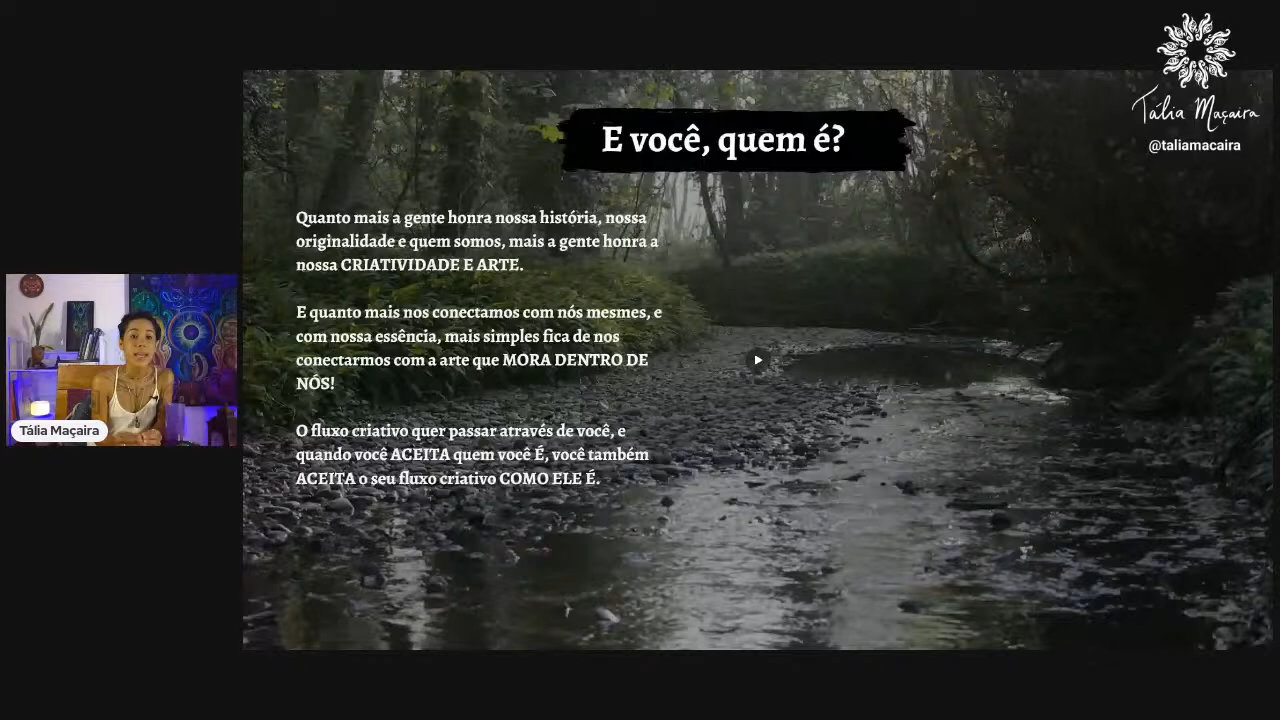 Tália Maçaira
@taliamacaira
E você, quem é?
Quanto mais a gente honra nossa história, nossa
originalidade e quem somos, mais a gente honra a
nossa CRIATIVIDADE E ARTE.
E quanto mais nos conectamos com nós mesmes, e
com nossa essência, mais simples fica de nos
conectarmos com a arte que MORA DENTRO DE
NÓS!
O fluxo criativo quer passar através de você, e
quando você ACEITA quem você É, você também
ACEITA o seu fluxo criativo COMO ELE É.
Tália Maçaira